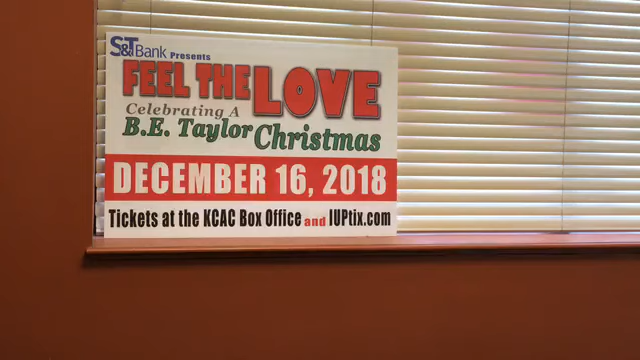 S&T Bank Presents
FEEL THE LOVE
Celebrating A
B.E. Taylor Christmas
DECEMBER 16, 2018
Tickets at the KCAC Box Office and IUPtix.com